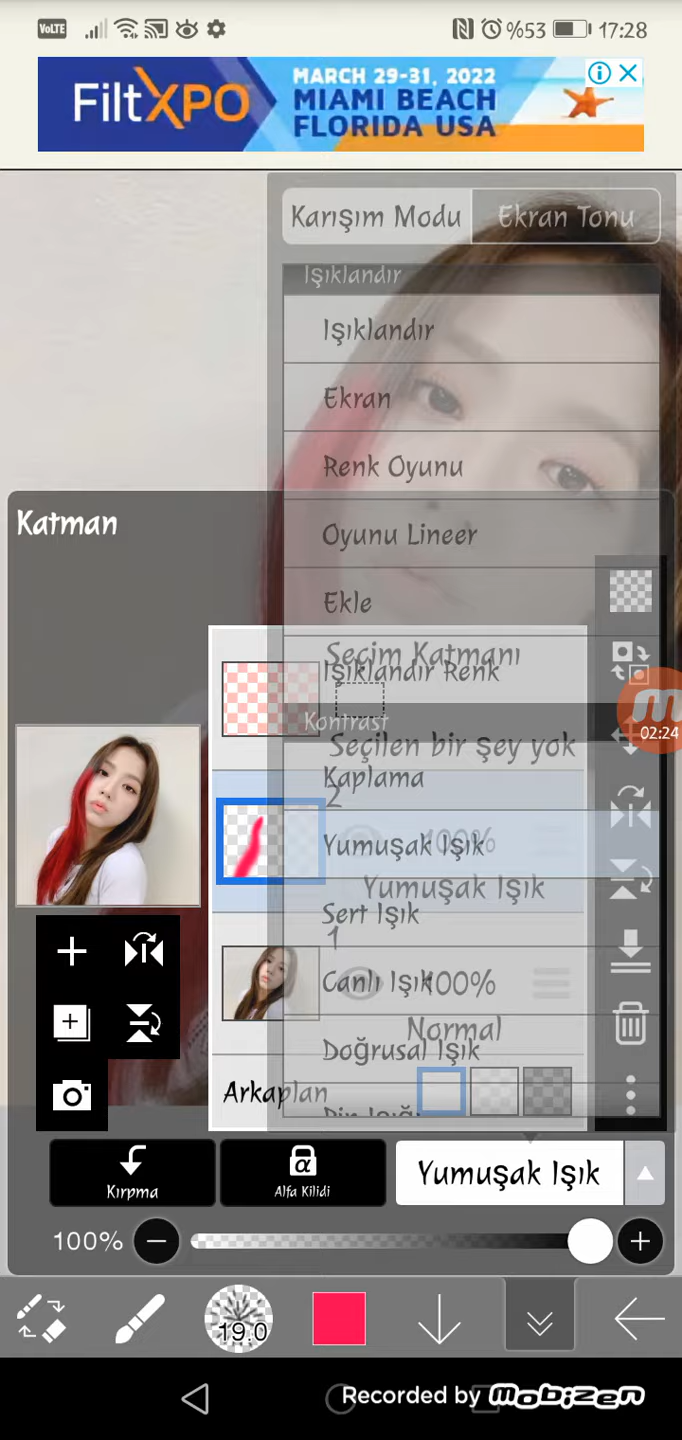 VoLTE
%53 17:28
FiltXPO
MARCH 29-31, 2022
MIAMI BEACH
FLORIDA USA
Karışım Modu
Ekran Tonu
Işıklandır
Işıklandır
Ekran
Renk Oyunu
Katman
Oyunu Lineer
Ekle
Seçim Katmanı
Işıklandır Renk
Kontrast
02:24
Seçilen bir şey yok
Kaplama
2
100%
Yumuşak Işık
Yumuşak Işık
Sert Işık
1
Canlı Işık
100%
Normal
Doğrusal Işık
Arkaplan
Kırpma
Alfa Kilidi
Yumuşak Işık
100%
19.0
Recorded by mobizen